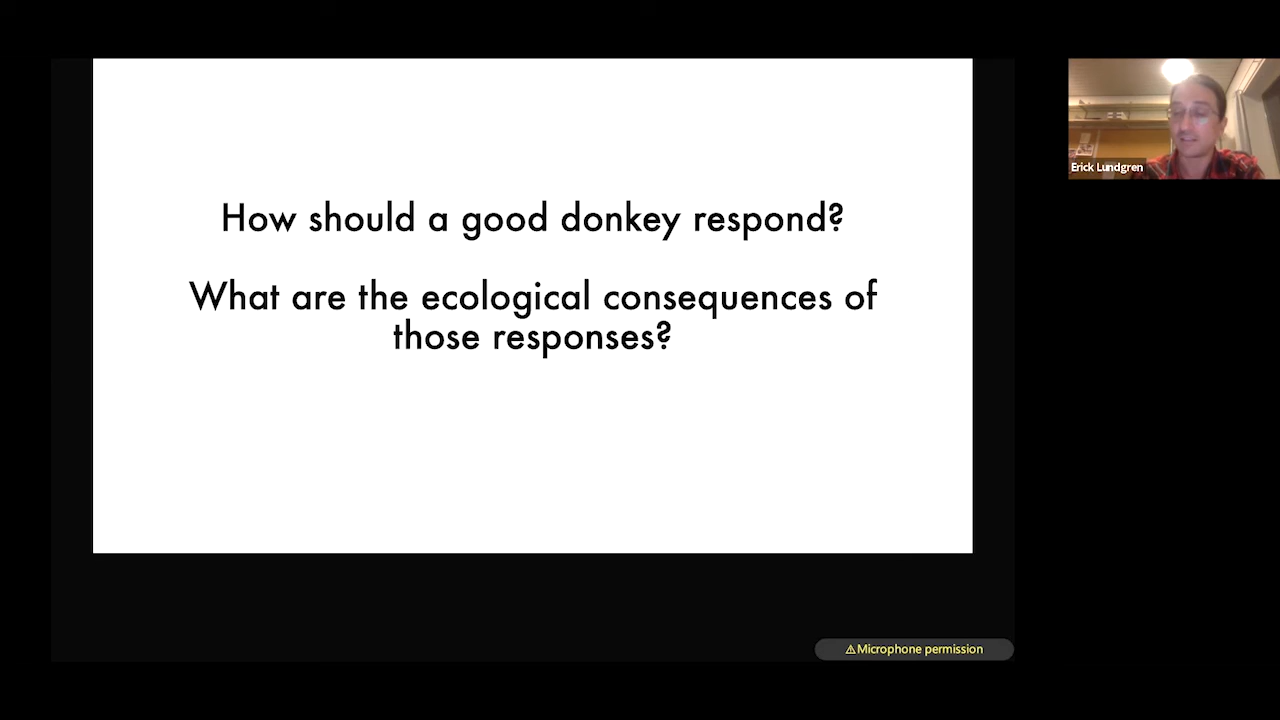 How should a good donkey respond?
What are the ecological consequences of
those responses?
Erick Lundgren
⚠Microphone permission